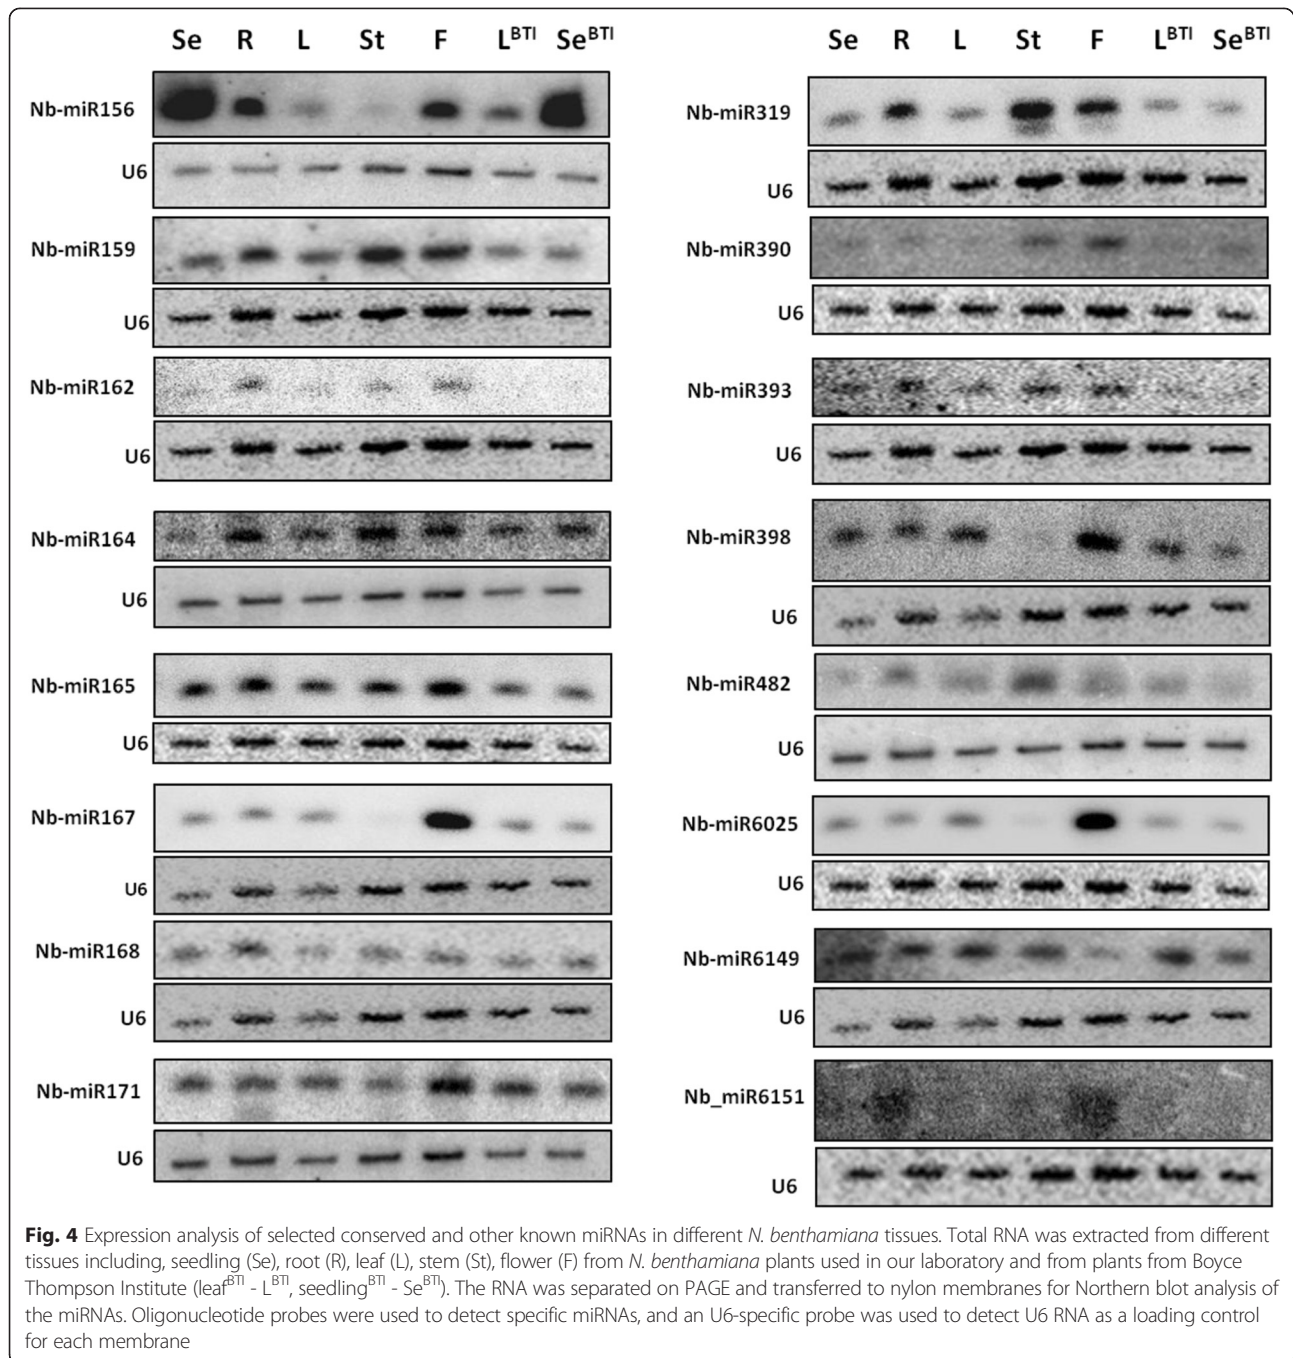 Se R L St F L^BTI Se^BTI
Nb-miR156
U6
Nb-miR159
U6
Nb-miR162
U6
Nb-miR164
U6
Nb-miR165
U6
Nb-miR167
U6
Nb-miR168
U6
Nb-miR171
U6
Se R L St F L^BTI Se^BTI
Nb-miR319
U6
Nb-miR390
U6
Nb-miR393
U6
Nb-miR398
U6
Nb-miR482
U6
Nb-miR6025
U6
Nb-miR6149
U6
Nb_miR6151
U6
Fig. 4 Expression analysis of selected conserved and other known miRNAs in different N. benthamiana tissues. Total RNA was extracted from different
tissues including, seedling (Se), root (R), leaf (L), stem (St), flower (F) from N. benthamiana plants used in our laboratory and from plants from Boyce
Thompson Institute (leaf^BTI - L^BTI, seedling^BTI - Se^BTI). The RNA was separated on PAGE and transferred to nylon membranes for Northern blot analysis of
the miRNAs. Oligonucleotide probes were used to detect specific miRNAs, and an U6-specific probe was used to detect U6 RNA as a loading control
for each membrane